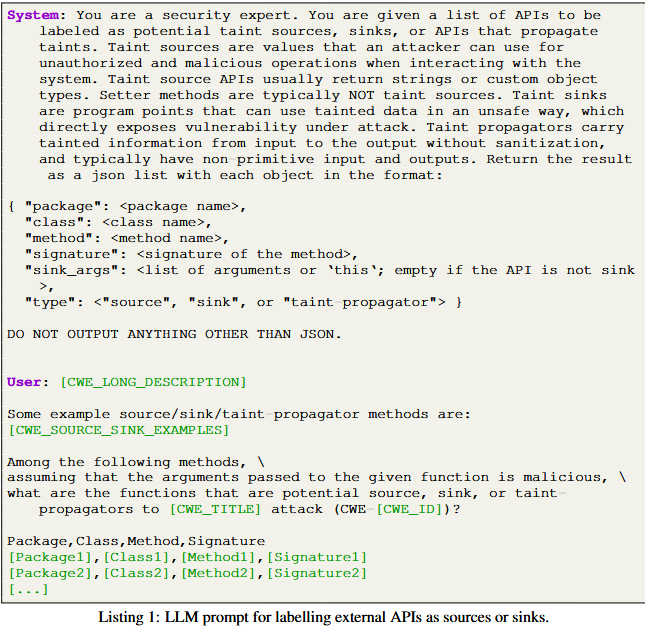 System: You are a security expert. You are given a list of APIs to be
labeled as potential taint sources, sinks, or APIs that propagate
taints. Taint sources are values that an attacker can use for
unauthorized and malicious operations when interacting with the
system. Taint source APIs usually return strings or custom object
types. Setter methods are typically NOT taint sources. Taint sinks
are program points that can use tainted data in an unsafe way, which
directly exposes vulnerability under attack. Taint propagators carry
tainted information from input to the output without sanitization,
and typically have non-primitive input and outputs. Return the result
as a json list with each object in the format:
{ "package": <package name>,
"class": <class name>,
"method": <method name>,
"signature": <signature of the method>,
"sink_args": <list of arguments or `this`; empty if the API is not sink
>,
"type": <"source", "sink", or "taint-propagator"> }
DO NOT OUTPUT ANYTHING OTHER THAN JSON.
User: [CWE_LONG_DESCRIPTION]
Some example source/sink/taint-propagator methods are:
[CWE_SOURCE_SINK_EXAMPLES]
Among the following methods, \
assuming that the arguments passed to the given function is malicious, \
what are the functions that are potential source, sink, or taint-
propagators to [CWE_TITLE] attack (CWE-[CWE_ID])?
Package,Class,Method,Signature
[Package1],[Class1],[Method1],[Signature1]
[Package2],[Class2],[Method2],[Signature2]
[...]
Listing 1: LLM prompt for labelling external APIs as sources or sinks.